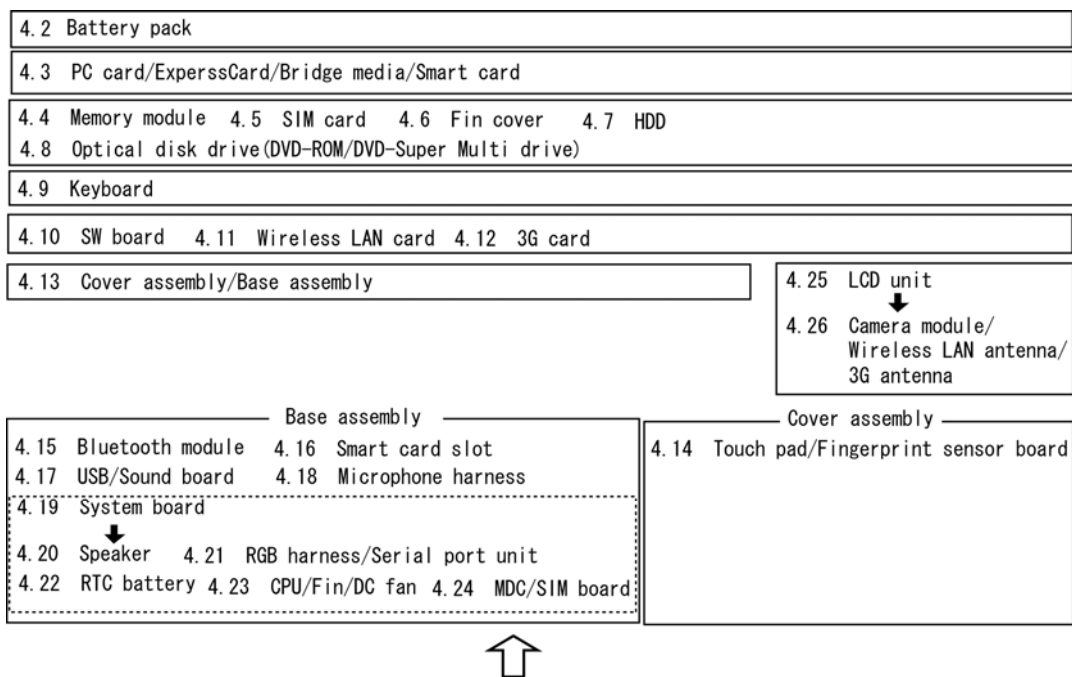 4.2 Battery pack
4.3 PC card/ExperssCard/Bridge media/Smart card
4.4 Memory module 4.5 SIM card 4.6 Fin cover 4.7 HDD
4.8 Optical disk drive(DVD-ROM/DVD-Super Multi drive)
4.9 Keyboard
4.10 SW board 4.11 Wireless LAN card 4.12 3G card
4.13 Cover assembly/Base assembly
4.25 LCD unit
4.26 Camera module/
Wireless LAN antenna/
3G antenna
Base assembly
4.15 Bluetooth module 4.16 Smart card slot
4.17 USB/Sound board 4.18 Microphone harness
4.19 System board
4.20 Speaker 4.21 RGB harness/Serial port unit
4.22 RTC battery 4.23 CPU/Fin/DC fan 4.24 MDC/SIM board
Cover assembly
4.14 Touch pad/Fingerprint sensor board